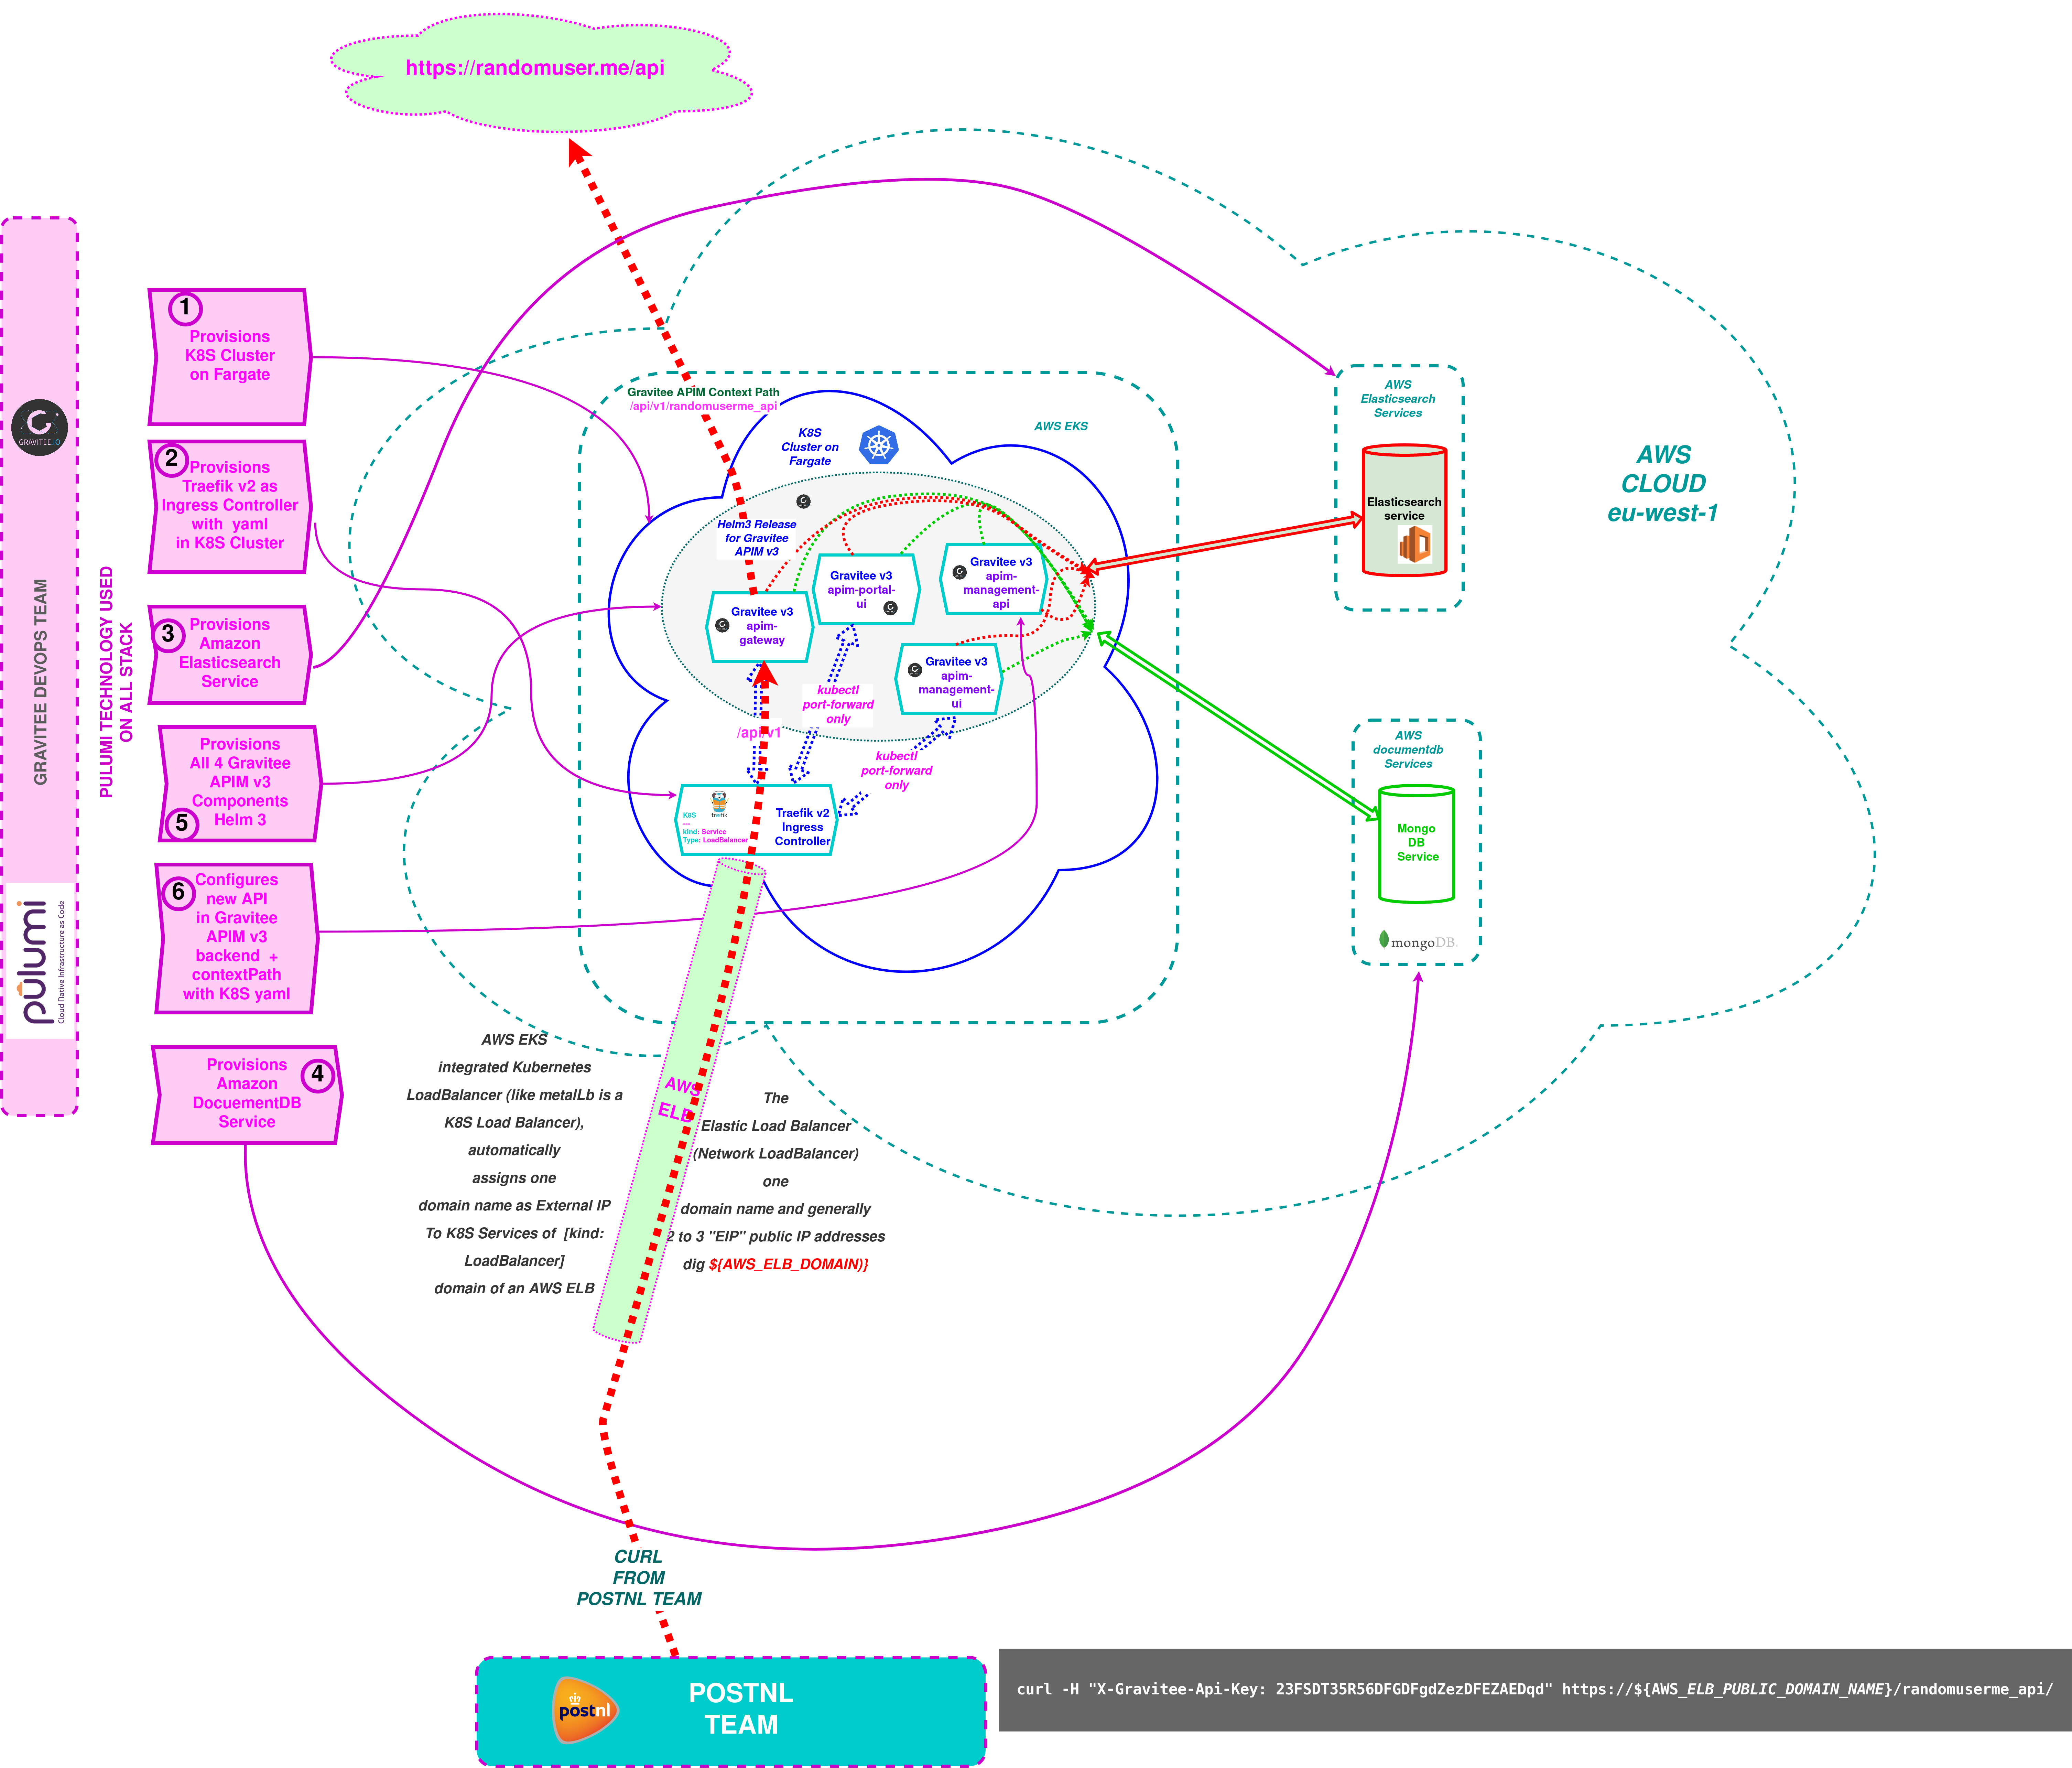 https://randomuser.me/api
GRAVITEE DEVOPS TEAM
GRAVITEE.IO
pulumi
Cloud Native Infrastructure as Code
PULUMI TECHNOLOGY USED
ON ALL STACK
1
Provisions
K8S Cluster
on Fargate
2
Provisions
Traefik v2 as
Ingress Controller
with yaml
in K8S Cluster
3
Provisions
Amazon
Elasticsearch
Service
Provisions
All 4 Gravitee
APIM v3
Components
Helm 3
5
6
Configures
new API
in Gravitee
APIM v3
backend +
contextPath
with K8S yaml
4
Provisions
Amazon
DocuementDB
Service
Gravitee APIM Context Path
/api/v1/randomuserme_api
K8S
Cluster on
Fargate
AWS EKS
Helm3 Release
for Gravitee
APIM v3
Gravitee v3
apim-
gateway
Gravitee v3
apim-portal-
ui
Gravitee v3
apim-
management-
api
Gravitee v3
apim-
management-
ui
kubectl
port-forward
only
kubectl
port-forward
only
/api/v1
K8S
---
kind: Service
Type: LoadBalancer
træfik
Traefik v2
Ingress
Controller
AWS
Elasticsearch
Services
Elasticsearch
service
AWS
CLOUD
eu-west-1
AWS
documentdb
Services
Mongo
DB
Service
mongoDB.
AWS EKS
integrated Kubernetes
LoadBalancer (like metalLb is a
K8S Load Balancer),
automatically
assigns one
domain name as External IP
To K8S Services of [kind:
LoadBalancer]
domain of an AWS ELB
AWS
ELB
The
Elastic Load Balancer
(Network LoadBalancer)
one
domain name and generally
2 to 3 "EIP" public IP addresses
dig ${AWS_ELB_DOMAIN)}
CURL
FROM
POSTNL TEAM
postnl
POSTNL
TEAM
curl -H "X-Gravitee-Api-Key: 23FSDT35R56DFGDFgdZezDFEZAEDqd" https://${AWS_ELB_PUBLIC_DOMAIN_NAME}/randomuserme_api/